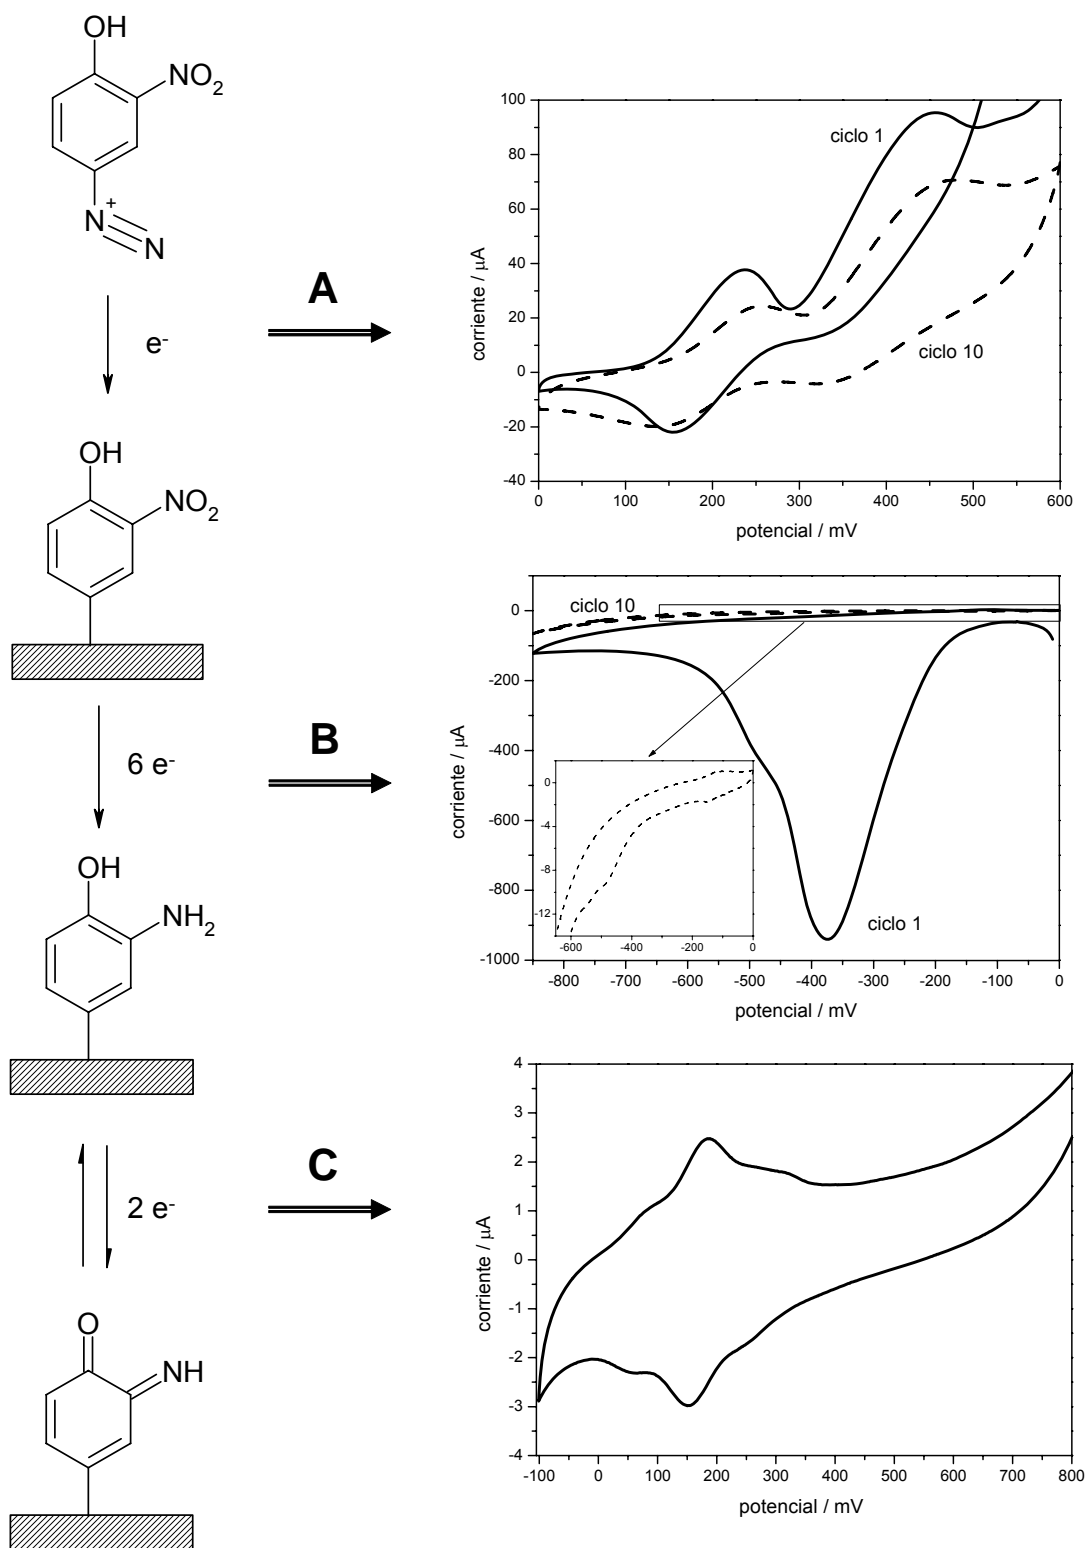 OH
NO2
N+
N
e-
A
OH
NO2
6 e-
B
OH
NH2
2 e-
C
O
NH
100
80
60
40
20
0
-20
-40
corriente / μA
ciclo 1
ciclo 10
0 100 200 300 400 500 600
potencial / mV
0
-200
-400
-600
-800
-1000
corriente / μA
ciclo 10
0
-4
-8
-12
-600 -400 -200 0
ciclo 1
-800 -700 -600 -500 -400 -300 -200 -100 0
potencial / mV
4
3
2
1
0
-1
-2
-3
-4
corriente / μA
-100 0 100 200 300 400 500 600 700 800
potencial / mV